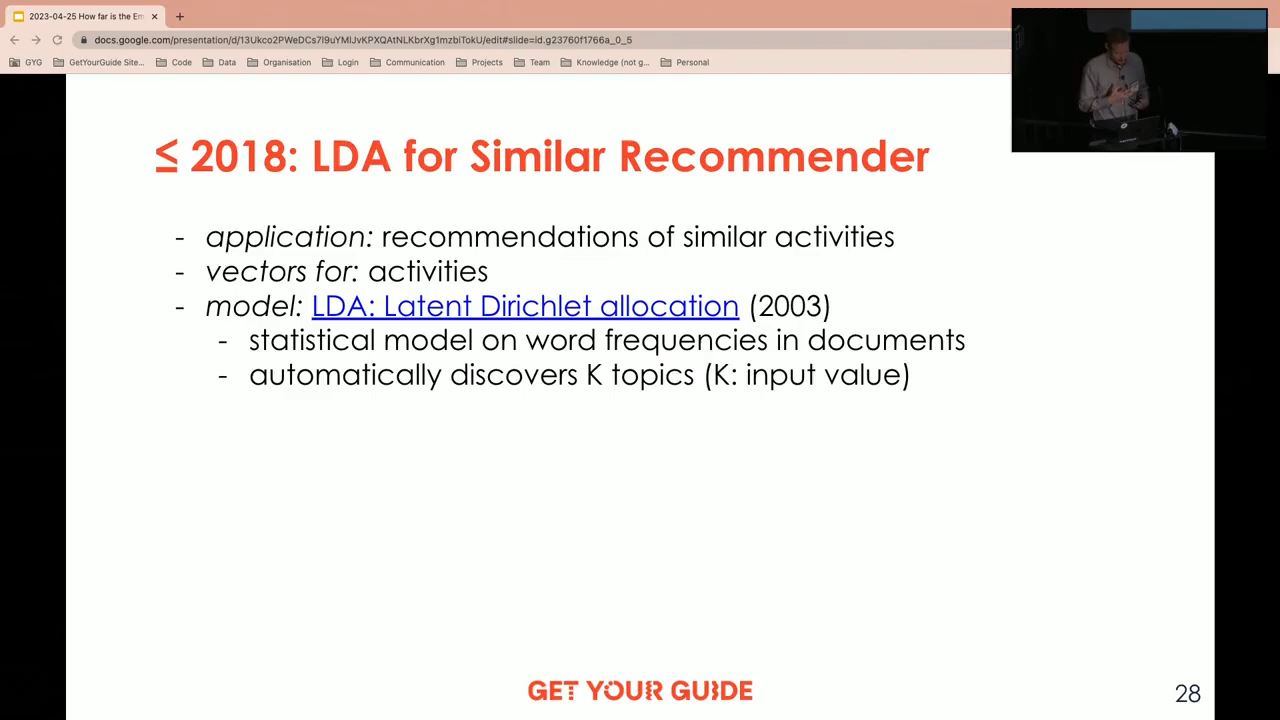 2023-04-25 How far is the Em
docs.google.com/presentation/d/13Ukco2PWeDCs7l9uYMlJvKPXQAtNLKbrXg1mzbiTokU/edit#slide=id.g23760f1766a_0_5
GYG GetYourGuide Site... Code Data Organisation Login Communication Projects Team Knowledge (not g... Personal
≤ 2018: LDA for Similar Recommender
- application: recommendations of similar activities
- vectors for: activities
- model: LDA: Latent Dirichlet allocation (2003)
- statistical model on word frequencies in documents
- automatically discovers K topics (K: input value)
GET YOUR GUIDE
28